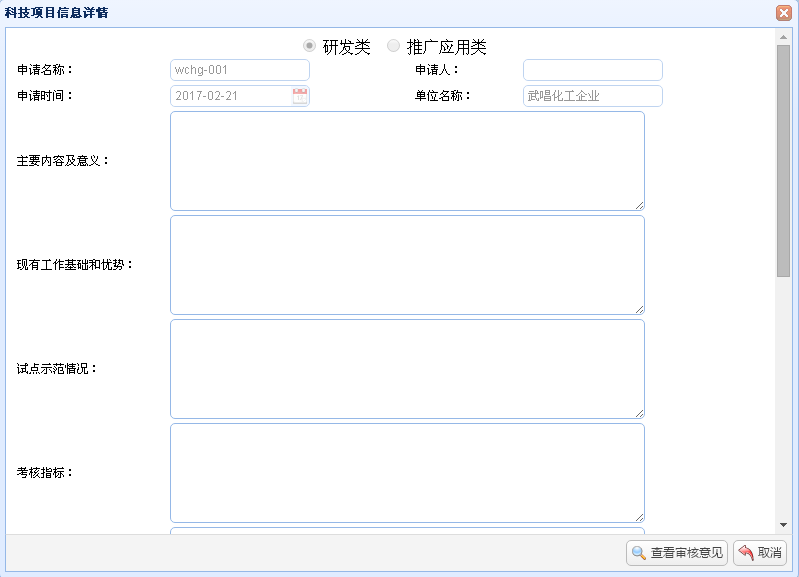 科技项目信息详情
研发类 推广应用类
申请名称： wchg-001 申请人：
申请时间： 2017-02-21 单位名称： 武唱化工企业
主要内容及意义：
现有工作基础和优势：
试点示范情况：
考核指标：
查看审核意见 取消